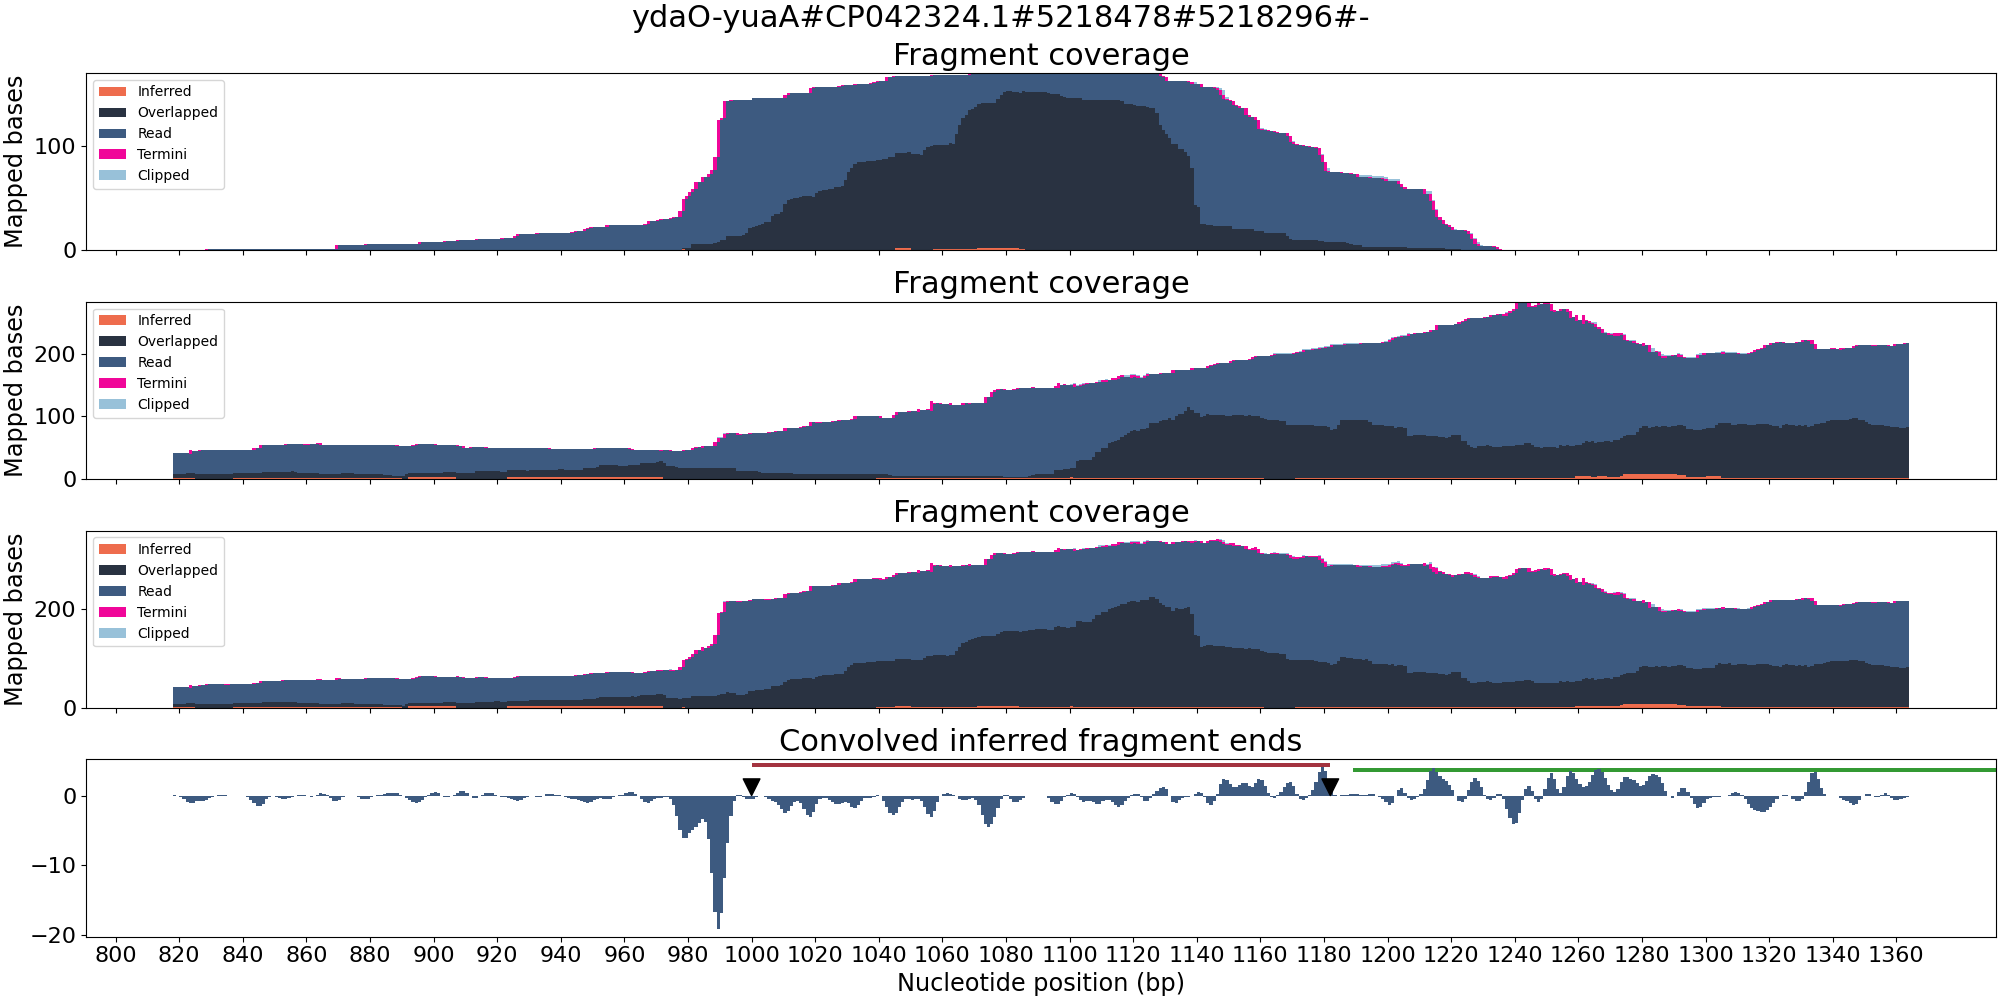 ydaO-yuaA#CP042324.1#5218478#5218296#-
Fragment coverage
Mapped bases
100
0
Inferred
Overlapped
Read
Termini
Clipped
Fragment coverage
Mapped bases
200
100
0
Inferred
Overlapped
Read
Termini
Clipped
Fragment coverage
Mapped bases
200
0
Inferred
Overlapped
Read
Termini
Clipped
Convolved inferred fragment ends
0
−10
−20
800 820 840 860 880 900 920 940 960 980 1000 1020 1040 1060 1080 1100 1120 1140 1160 1180 1200 1220 1240 1260 1280 1300 1320 1340 1360
Nucleotide position (bp)